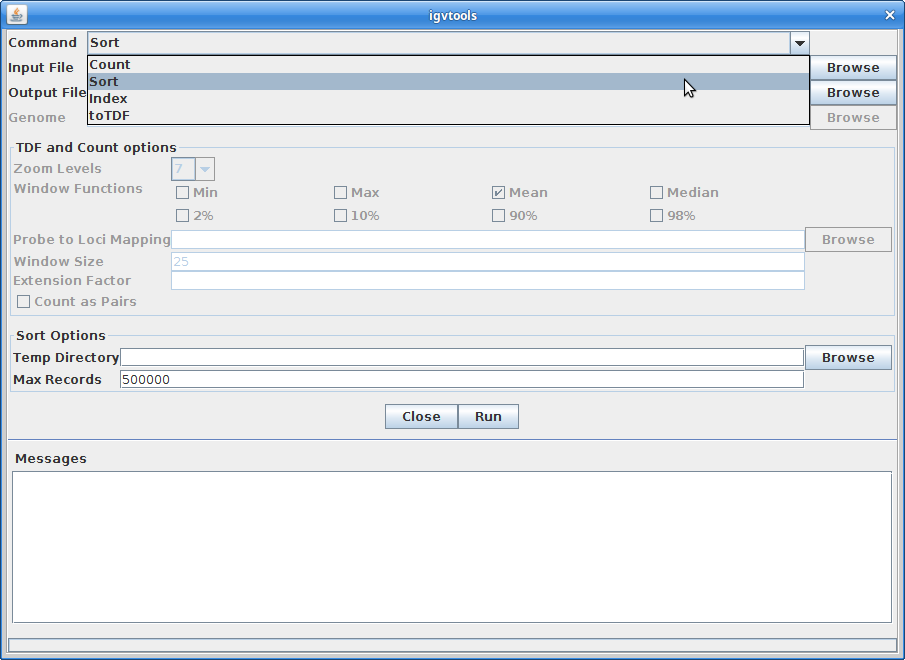 igvtools
Command Sort
Count
Input File Browse
Sort
Output File Index Browse
toTDF
Genome Browse
TDF and Count options
Zoom Levels 7
Window Functions Min Max Mean Median
2% 10% 90% 98%
Probe to Loci Mapping Browse
Window Size 25
Extension Factor
Count as Pairs
Sort Options
Temp Directory Browse
Max Records 500000
Close Run
Messages